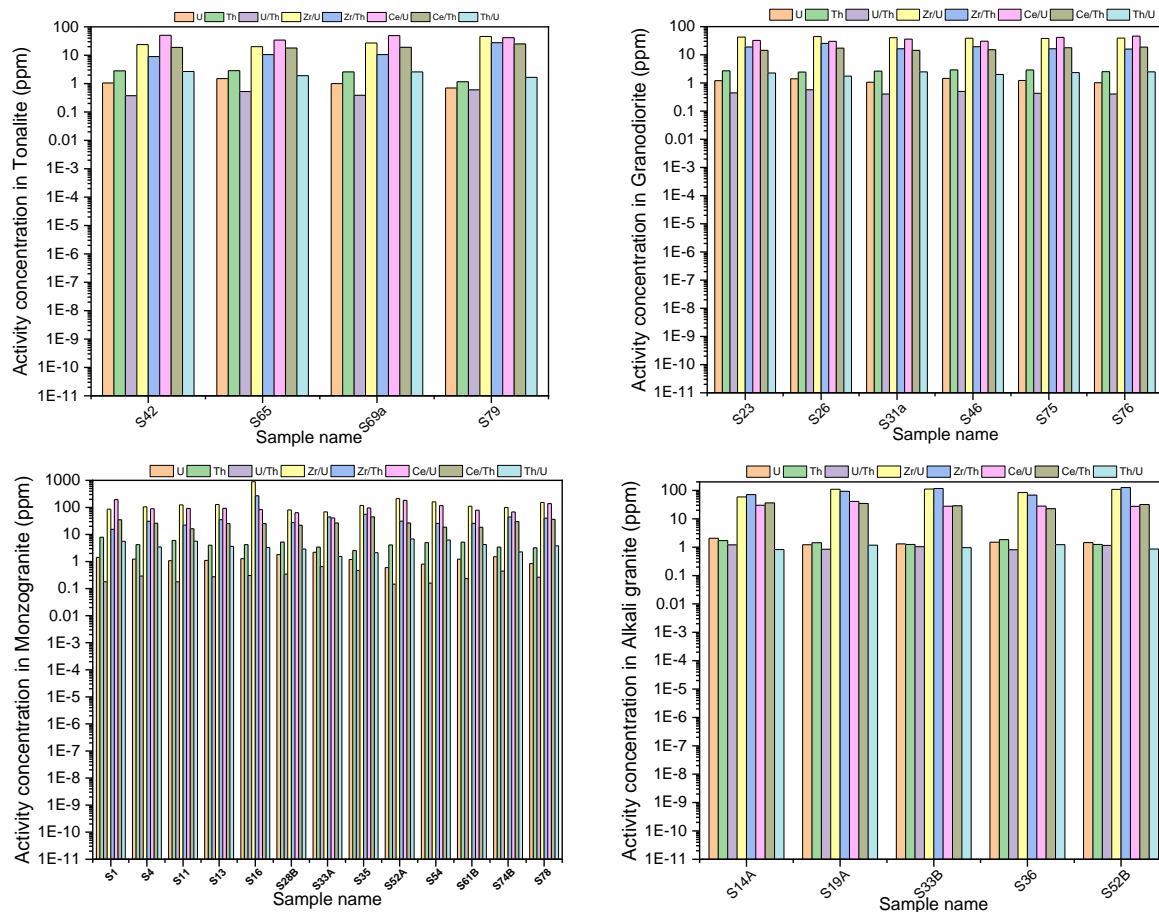 U Th U/Th Zr/U Zr/Th Ce/U Ce/Th Th/U
100
10
1
0.1
0.01
1E-3
1E-4
1E-5
1E-6
1E-7
1E-8
1E-9
1E-10
1E-11
Activity concentration in Tonalite (ppm)
S42 S65 S69a S79
Sample name
U Th U/Th Zr/U Zr/Th Ce/U Ce/Th Th/U
100
10
1
0.1
0.01
1E-3
1E-4
1E-5
1E-6
1E-7
1E-8
1E-9
1E-10
1E-11
Activity concentration in Granodiorite (ppm)
S23 S26 S31a S46 S75 S76
Sample name
U Th U/Th Zr/U Zr/Th Ce/U Ce/Th Th/U
1000
100
10
1
0.1
0.01
1E-3
1E-4
1E-5
1E-6
1E-7
1E-8
1E-9
1E-10
1E-11
Activity concentration in Monzogranite (ppm)
S1 S4 S11 S13 S16 S28B S33A S35 S52A S54 S61B S74B S78
Sample name
U Th U/Th Zr/U Zr/Th Ce/U Ce/Th Th/U
100
10
1
0.1
0.01
1E-3
1E-4
1E-5
1E-6
1E-7
1E-8
1E-9
1E-10
1E-11
Activity concentration in Alkali granite (ppm)
S14A S19A S33B S36 S52B
Sample name